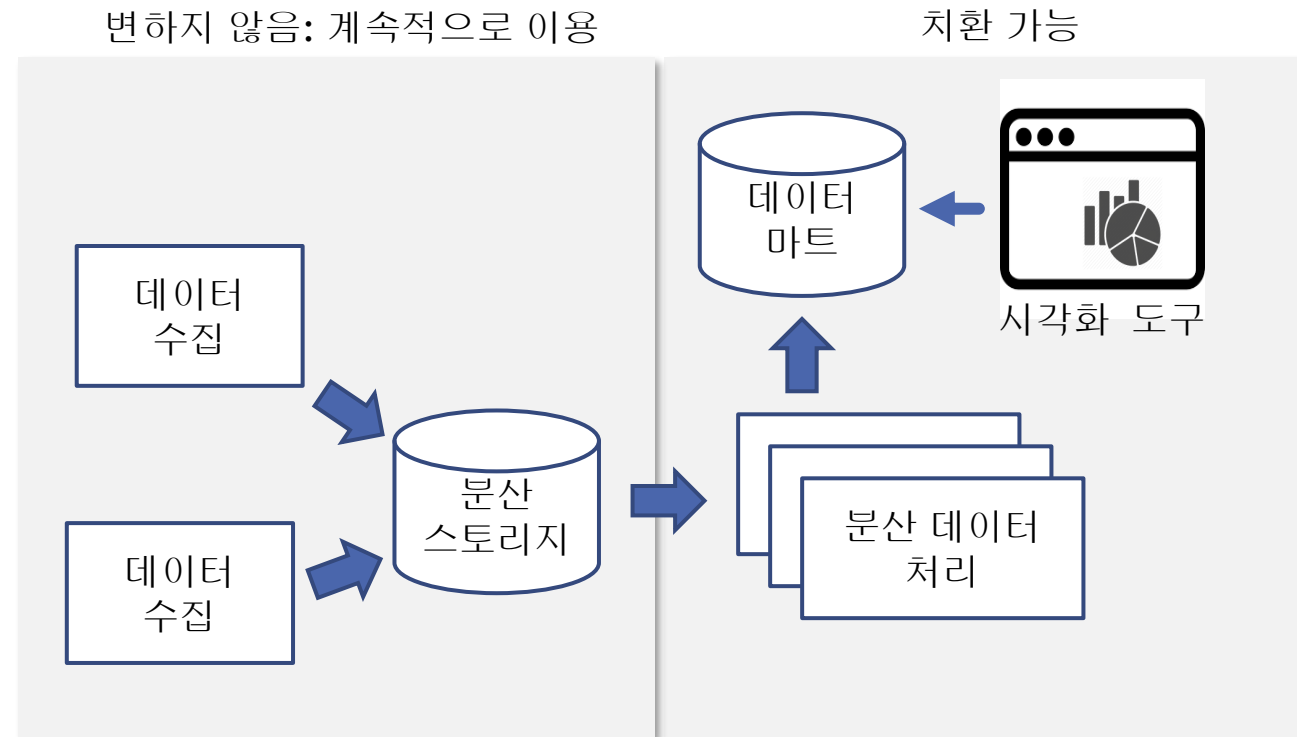 변하지 않음: 계속적으로 이용
치환 가능
데이터
수집
데이터
수집
분산
스토리지
데이터
마트
시각화 도구
분산 데이터
처리